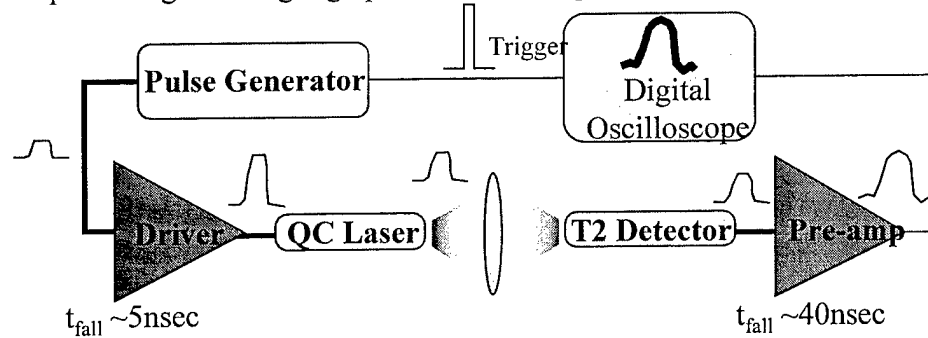 Trigger
Pulse Generator
Digital
Oscilloscope
Driver
QC Laser
T2 Detector
Pre-amp
t_fall ~5nsec
t_fall ~40nsec